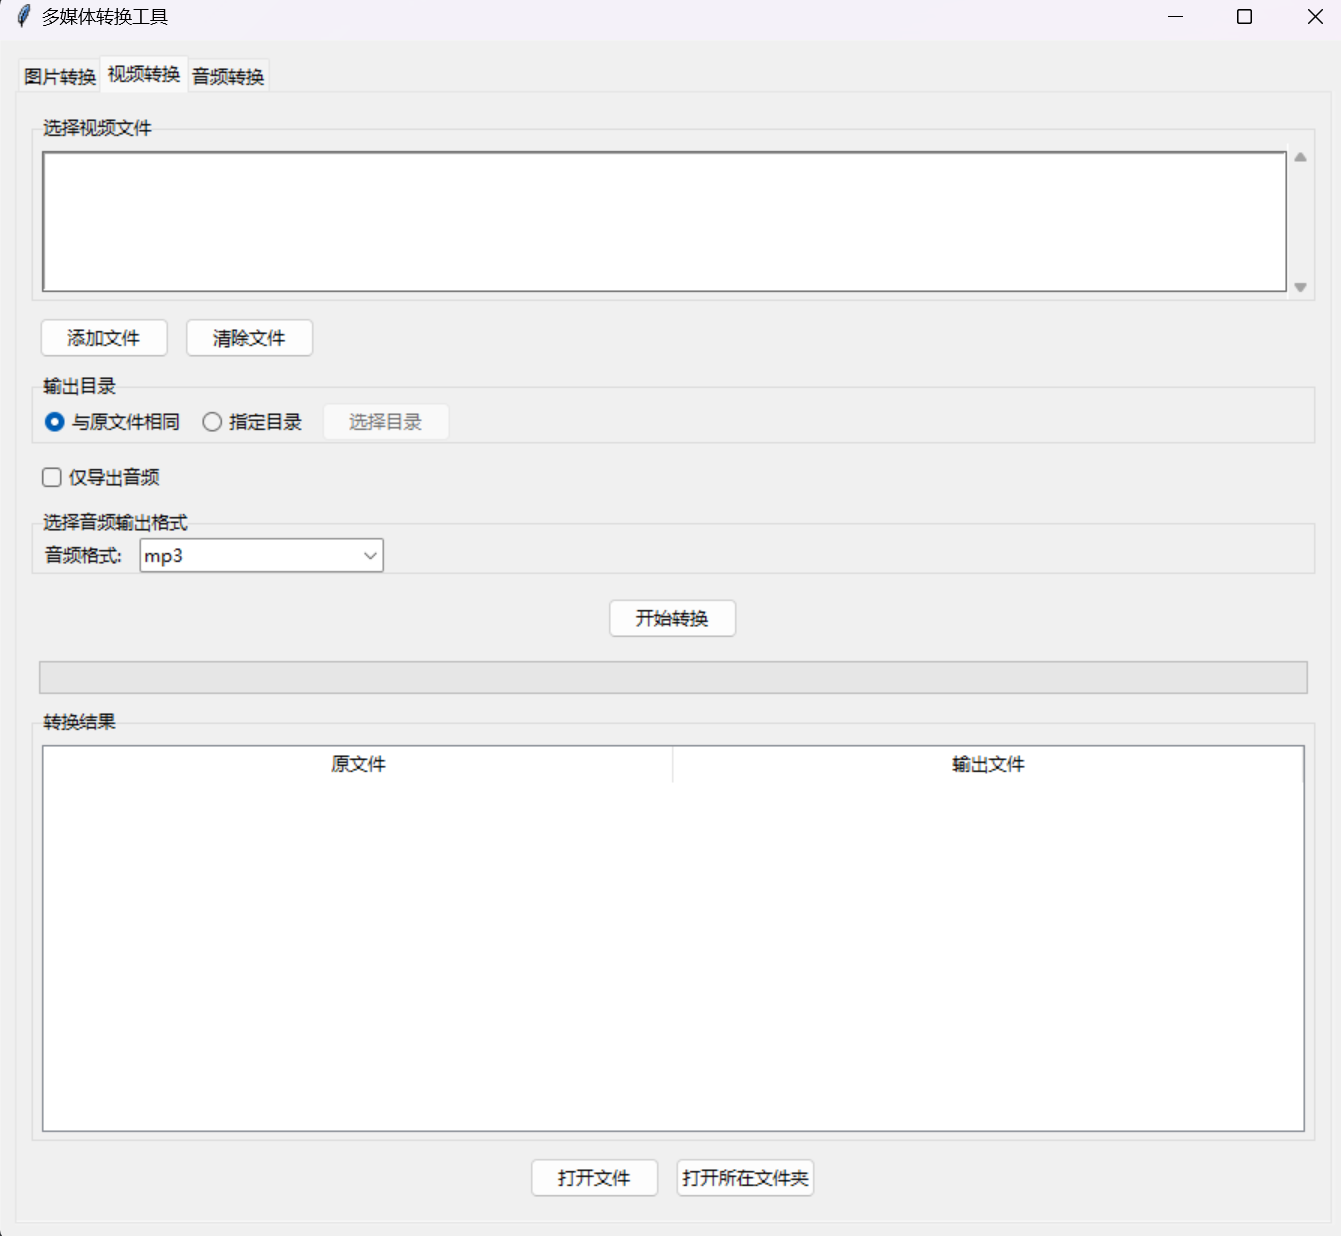 多媒体转换工具
图片转换 视频转换 音频转换
选择视频文件
添加文件 清除文件
输出目录
与原文件相同 指定目录 选择目录
仅导出音频
选择音频输出格式
音频格式: mp3
开始转换
转换结果
原文件 输出文件
打开文件 打开所在文件夹